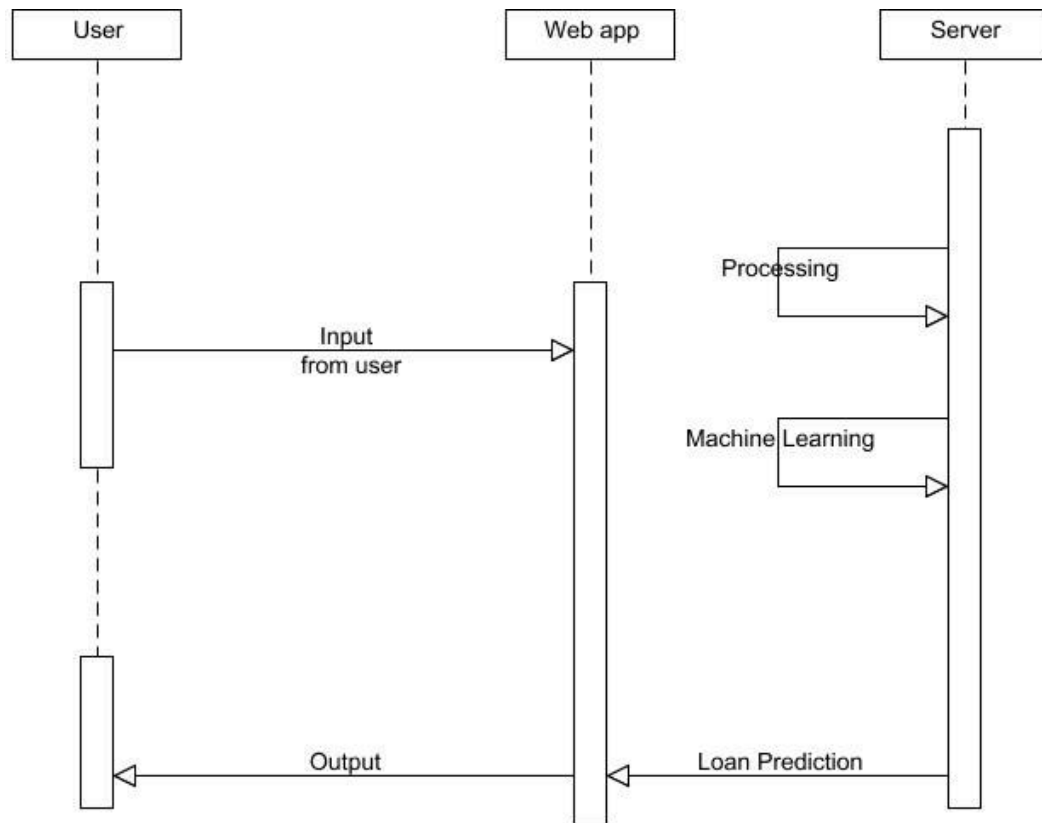 User
Web app
Server
Processing
Input
from user
Machine Learning
Output
Loan Prediction